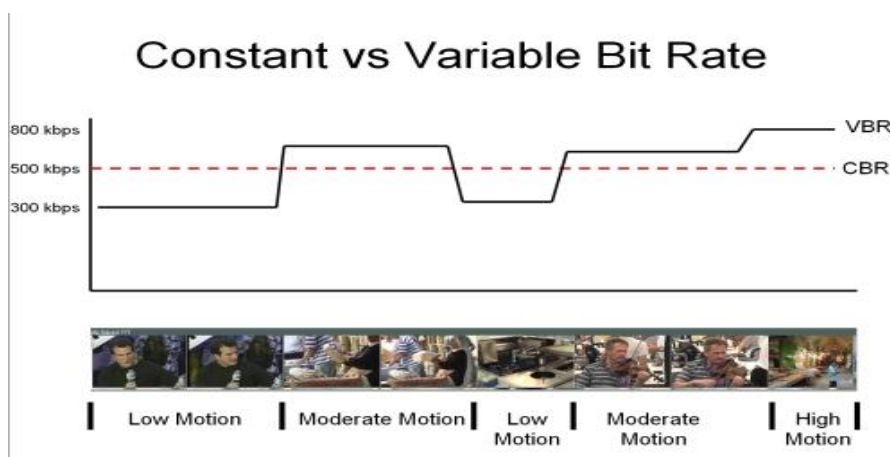 Constant vs Variable Bit Rate
800 kbps
VBR
500 kbps
CBR
300 kbps
Low Motion
Moderate Motion
Low
Motion
Moderate
Motion
High
Motion